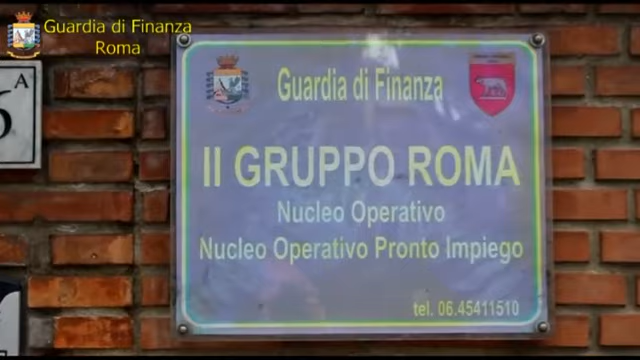 Guardia di Finanza
Roma
6 A
Guardia di Finanza
II GRUPPO ROMA
Nucleo Operativo
Nucleo Operativo Pronto Impiego
tel. 06.45411510